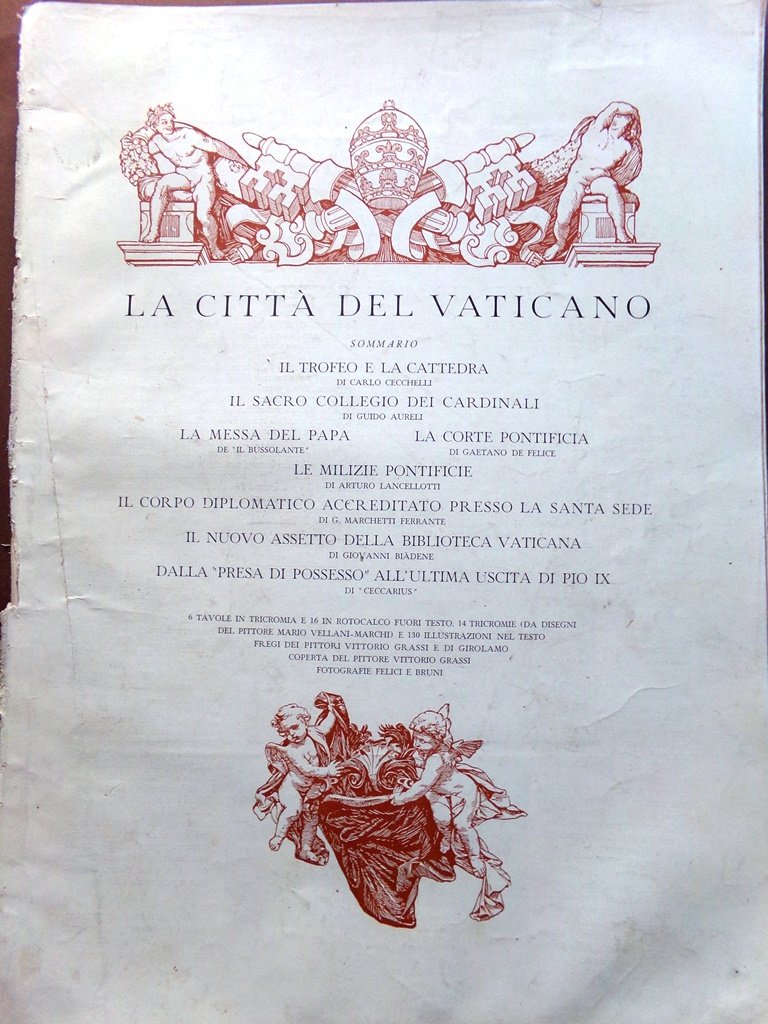 LA CITTÀ DEL VATICANO
SOMMARIO
IL TROFEO E LA CATTEDRA
DI CARLO CECCHELLI
IL SACRO COLLEGIO DEI CARDINALI
DI GUIDO AURELI
LA MESSA DEL PAPA
DE "IL BUSSOLANTE"
LA CORTE PONTIFICIA
DI GAETANO DE FELICE
LE MILIZIE PONTIFICIE
DI ARTURO LANCELLOTTI
IL CORPO DIPLOMATICO ACCREDITATO PRESSO LA SANTA SEDE
DI G. MARCHETTI FERRANTE
IL NUOVO ASSETTO DELLA BIBLIOTECA VATICANA
DI GIOVANNI BIADENE
DALLA "PRESA DI POSSESSO" ALL'ULTIMA USCITA DI PIO IX
DI "CECCARIUS"
6 TAVOLE IN TRICROMIA E 16 IN ROTOCALCO FUORI TESTO. 14 TRICROMIE (DA DISEGNI
DEL PITTORE MARIO VELLANI-MARCHI) E 130 ILLUSTRAZIONI NEL TESTO
FREGI DEI PITTORI VITTORIO GRASSI E DI GIROLAMO
COPERTA DEL PITTORE VITTORIO GRASSI
FOTOGRAFIE FELICI E BRUNI